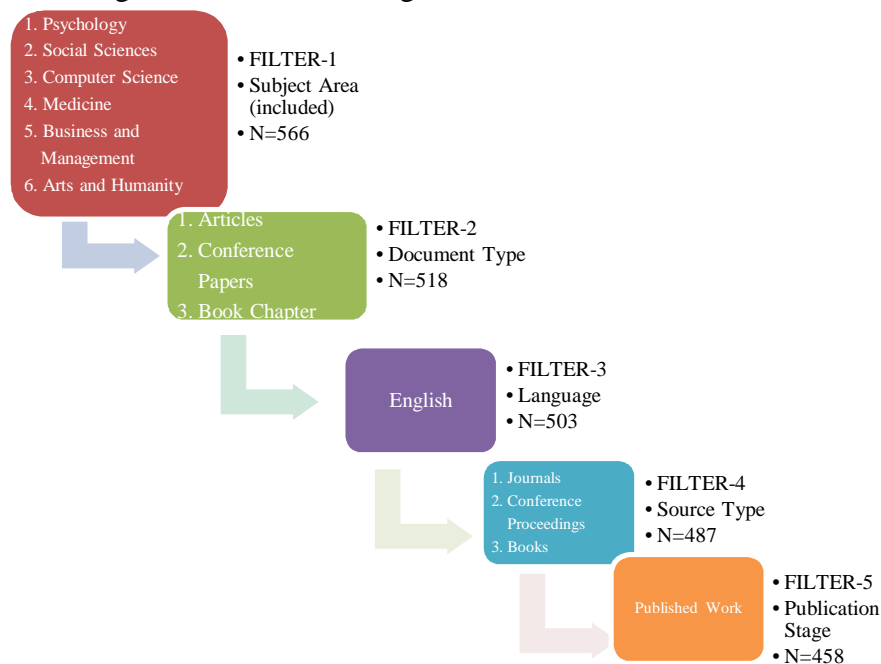 1. Psychology
2. Social Sciences
3. Computer Science
4. Medicine
5. Business and
Management
6. Arts and Humanity
• FILTER-1
• Subject Area
(included)
• N=566
1. Articles
2. Conference
Papers
3. Book Chapter
• FILTER-2
• Document Type
• N=518
English
• FILTER-3
• Language
• N=503
1. Journals
2. Conference
Proceedings
3. Books
• FILTER-4
• Source Type
• N=487
Published Work
• FILTER-5
• Publication
Stage
• N=458